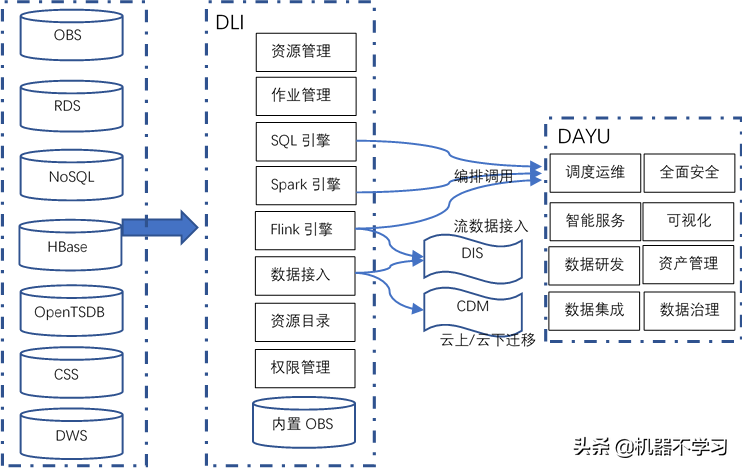 OBS
RDS
NoSQL
HBase
OpenTSDB
CSS
DWS
DLI
资源管理
作业管理
SQL 引擎
Spark 引擎
Flink 引擎
数据接入
资源目录
权限管理
内置 OBS
编排调用
流数据接入
DIS
CDM
云上/云下迁移
DAYU
调度运维
全面安全
智能服务
可视化
数据研发
资产管理
数据集成
数据治理
头条 @机器不学习